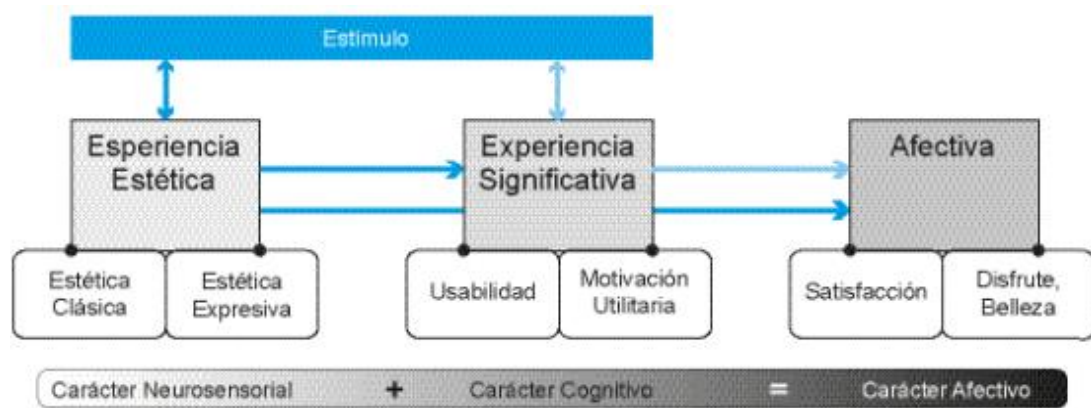 Estímulo
Esperiencia
Estética
Experiencia
Significativa
Afectiva
Estética
Clásica
Estética
Expresiva
Usabilidad
Motivación
Utilitaria
Satisfacción
Disfrute,
Belleza
Carácter Neurosensorial + Carácter Cognitivo = Carácter Afectivo